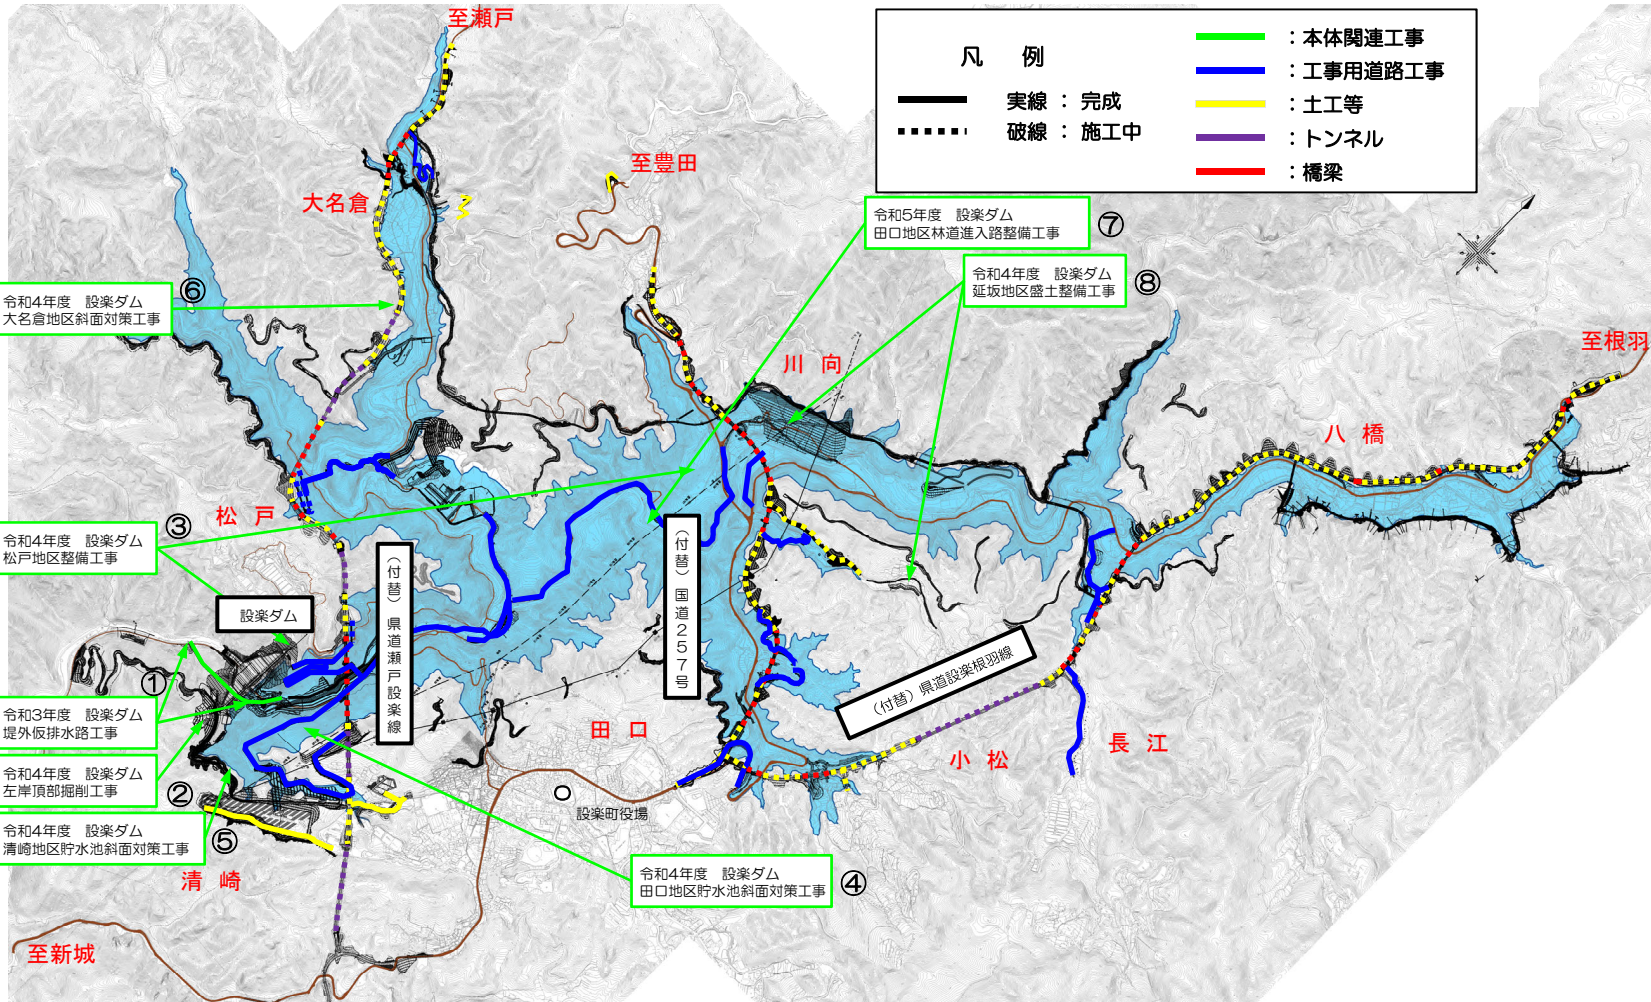 至瀬戸
凡　例
実線 ： 完成
破線 ： 施工中
：本体関連工事
：工事用道路工事
：土工等
：トンネル
：橋梁
至豊田
大名倉
令和5年度　設楽ダム
田口地区林道進入路整備工事
⑦
令和4年度　設楽ダム
延坂地区盛土整備工事
⑧
令和4年度　設楽ダム
大名倉地区斜面対策工事
⑥
川 向
至根羽
八 橋
松 戸
③
令和4年度　設楽ダム
松戸地区整備工事
設楽ダム
（付替）県道瀬戸設楽線
（付替）国道257号
（付替）県道設楽根羽線
①
令和3年度　設楽ダム
堤外仮排水路工事
令和4年度　設楽ダム
左岸頂部掘削工事
②
令和4年度　設楽ダム
清崎地区貯水池斜面対策工事
⑤
田 口
小 松
長 江
設楽町役場
令和4年度　設楽ダム
田口地区貯水池斜面対策工事
④
清 崎
至新城